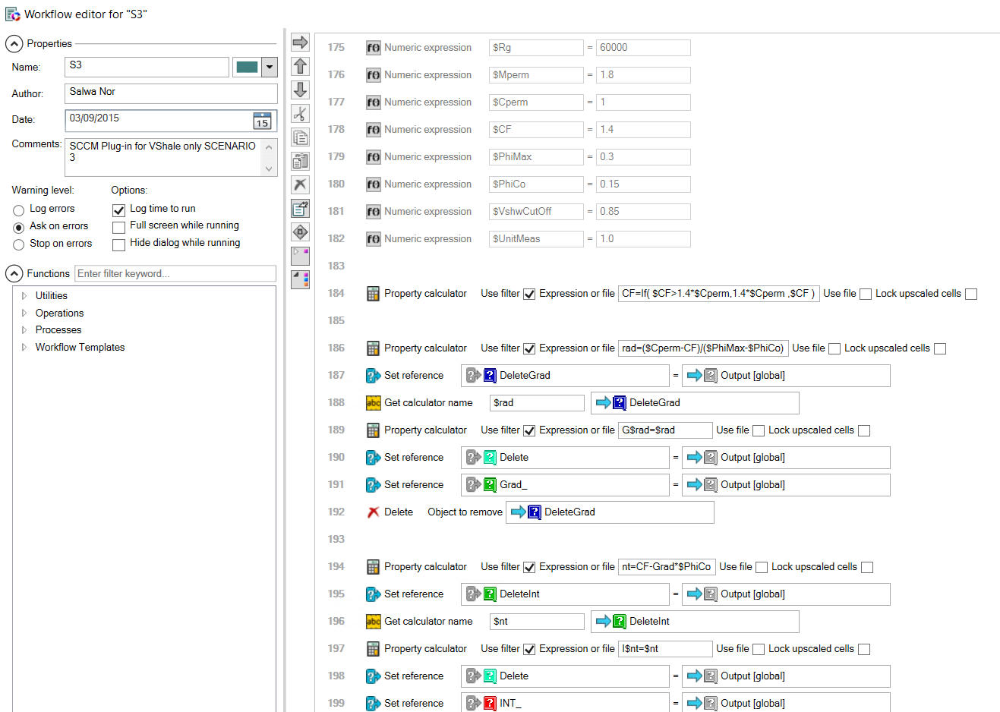 Workflow editor for "S3"
Properties
Name: S3
Author: Salwa Nor
Date: 03/09/2015 15
Comments: SCCM Plug-in for VShale only SCENARIO
3
Warning level: Options:
Log errors Log time to run
Ask on errors Full screen while running
Stop on errors Hide dialog while running
Functions Enter filter keyword...
Utilities
Operations
Processes
Workflow Templates
175 Numeric expression $Rg = 60000
176 Numeric expression $Mperm = 1.8
177 Numeric expression $Cperm = 1
178 Numeric expression $CF = 1.4
179 Numeric expression $PhiMax = 0.3
180 Numeric expression $PhiCo = 0.15
181 Numeric expression $VshwCutOff = 0.85
182 Numeric expression $UnitMeas = 1.0
183
184 Property calculator Use filter Expression or file CF=If( $CF>1.4*$Cperm,1.4*$Cperm ,$CF ) Use file Lock upscaled cells
185
186 Property calculator Use filter Expression or file rad=($Cperm-CF)/($PhiMax-$PhiCo) Use file Lock upscaled cells
187 Set reference DeleteGrad = Output [global]
188 abc Get calculator name $rad DeleteGrad
189 Property calculator Use filter Expression or file G$rad=$rad Use file Lock upscaled cells
190 Set reference Delete = Output [global]
191 Set reference Grad_ = Output [global]
192 Delete Object to remove DeleteGrad
193
194 Property calculator Use filter Expression or file nt=CF-Grad*$PhiCo Use file Lock upscaled cells
195 Set reference DeleteInt = Output [global]
196 abc Get calculator name $nt DeleteInt
197 Property calculator Use filter Expression or file I$nt=$nt Use file Lock upscaled cells
198 Set reference Delete = Output [global]
199 Set reference INT_ = Output [global]